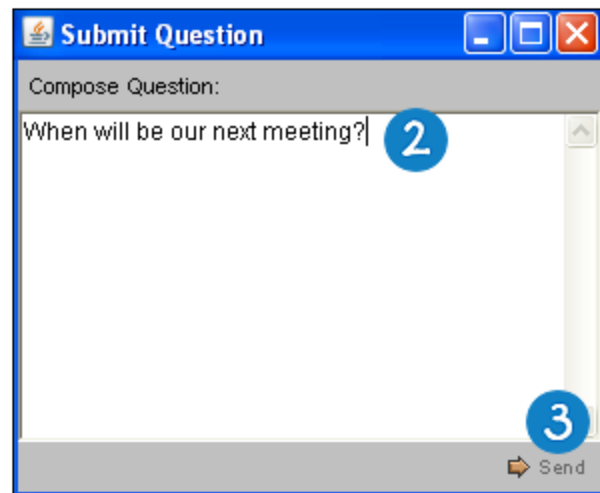 Submit Question
Compose Question:
When will be our next meeting?
2
3
Send